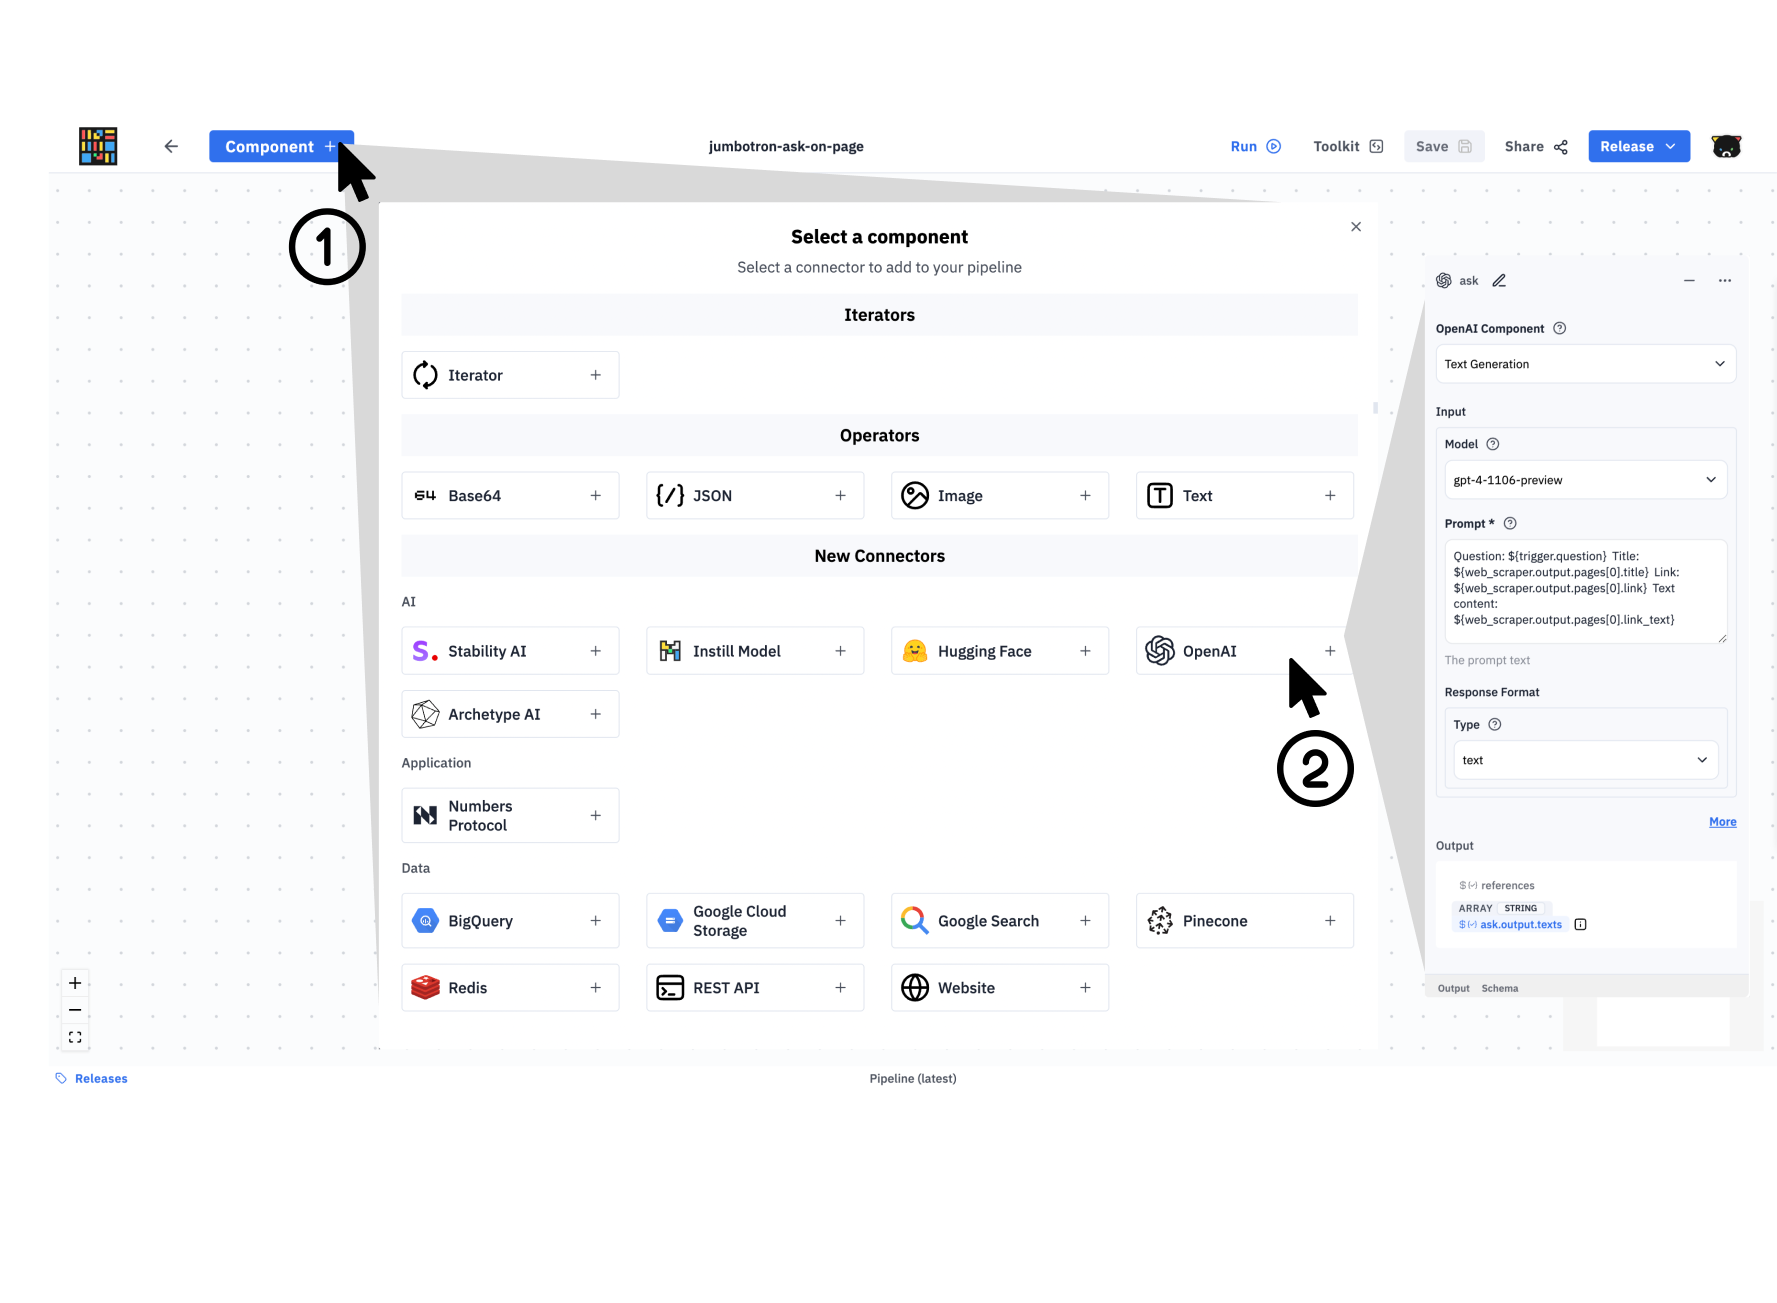 Component +
jumbotron-ask-on-page
Run
Toolkit
Save
Share
Release
1
Select a component
Select a connector to add to your pipeline
Iterators
Iterator +
Operators
64 Base64 +
{/} JSON +
Image +
T Text +
New Connectors
AI
S. Stability AI +
Instill Model +
Hugging Face +
OpenAI +
Archetype AI +
2
Application
Numbers
Protocol +
Data
BigQuery +
Google Cloud
Storage +
Google Search +
Pinecone +
Redis +
REST API +
Website +
ask
OpenAI Component ?
Text Generation
Input
Model ?
gpt-4-1106-preview
Prompt * ?
Question: ${trigger.question} Title:
${web_scraper.output.pages[0].title} Link:
${web_scraper.output.pages[0].link} Text
content:
${web_scraper.output.pages[0].link_text}
The prompt text
Response Format
Type ?
text
More
Output
references
ARRAY STRING
ask.output.texts
Output Schema
Releases
Pipeline (latest)